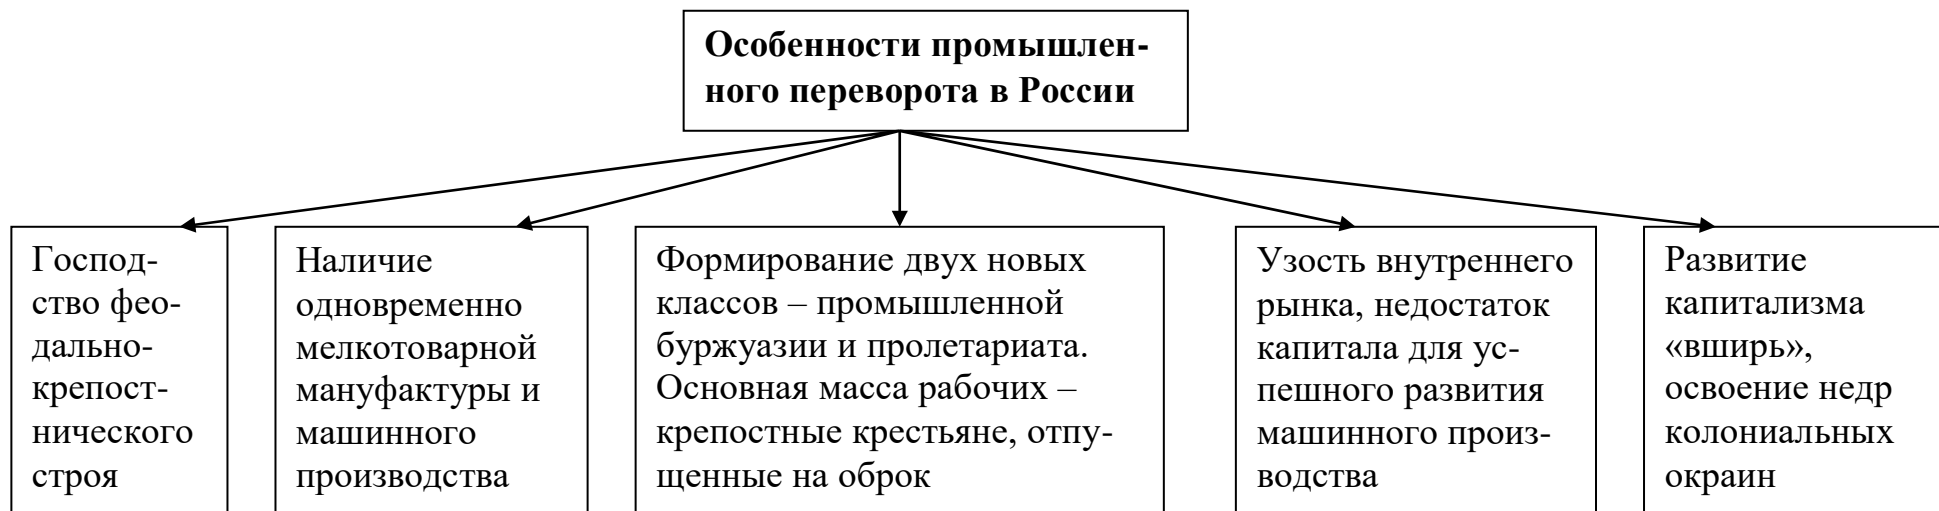 Особенности промышлен-
ного переворота в России
Господ-
ство фео-
дально-
крепост-
нического
строя
Наличие
одновременно
мелкотоварной
мануфактуры и
машинного
производства
Формирование двух новых
классов – промышленной
буржуазии и пролетариата.
Основная масса рабочих –
крепостные крестьяне, отпу-
щенные на оброк
Узость внутреннего
рынка, недостаток
капитала для ус-
пешного развития
машинного произ-
водства
Развитие
капитализма
«вширь»,
освоение недр
колониальных
окраин